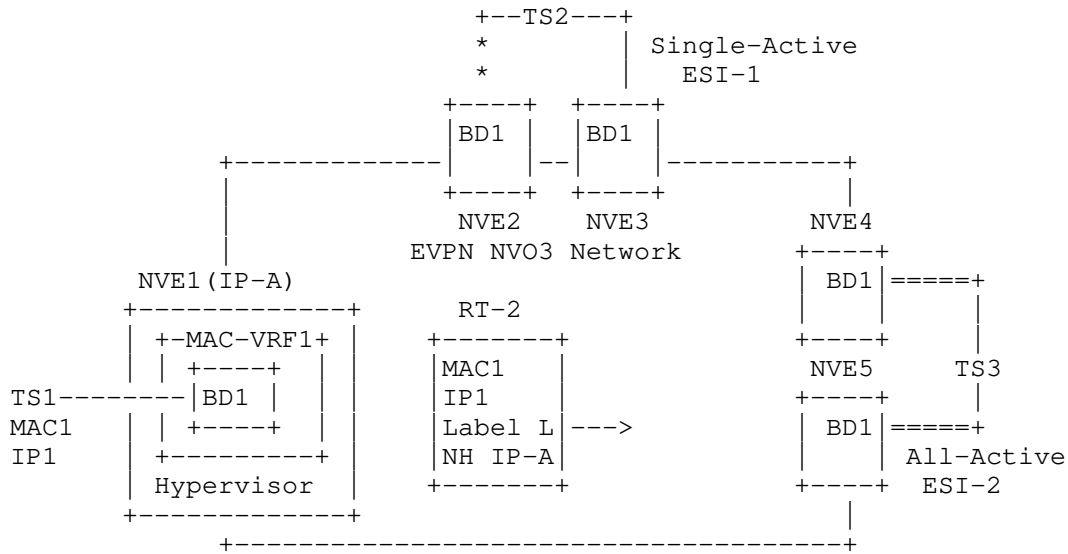 TS2
Single-Active
ESI-1
BD1 BD1
NVE2 NVE3 NVE4
EVPN NVO3 Network
NVE1(IP-A) BD1
RT-2
MAC-VRF1
MAC1 NVE5 TS3
TS1 BD1 IP1
MAC1 Label L BD1
IP1 NH IP-A All-Active
Hypervisor ESI-2